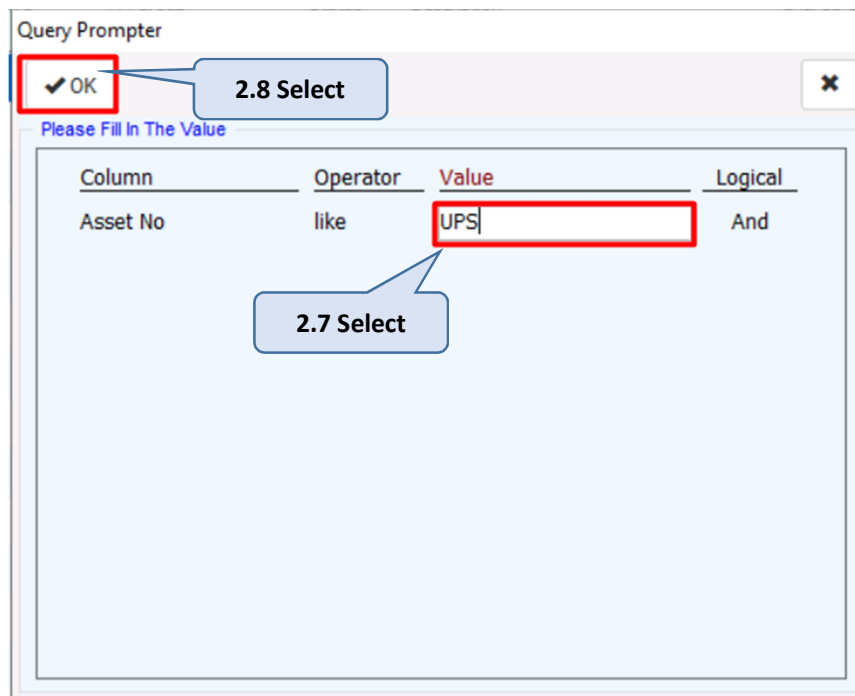 Query Prompter
OK
2.8 Select
Please Fill In The Value
Column Operator Value Logical
Asset No like UPS And
2.7 Select